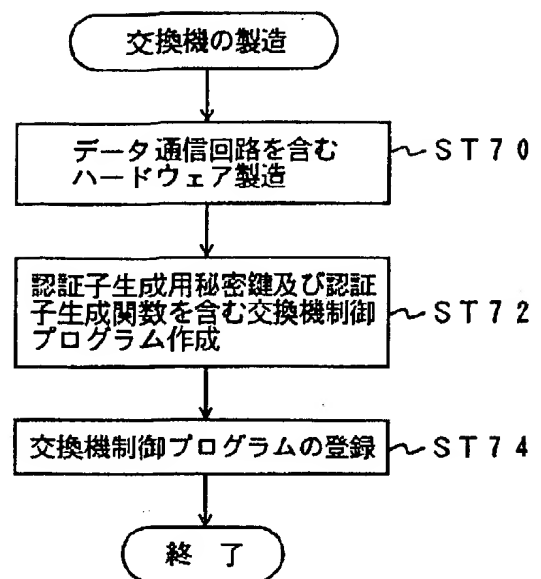 交換機の製造
データ通信回路を含む
ハードウェア製造
ST70
認証子生成用秘密鍵及び認証
子生成関数を含む交換機制御
プログラム作成
ST72
交換機制御プログラムの登録
ST74
終 了